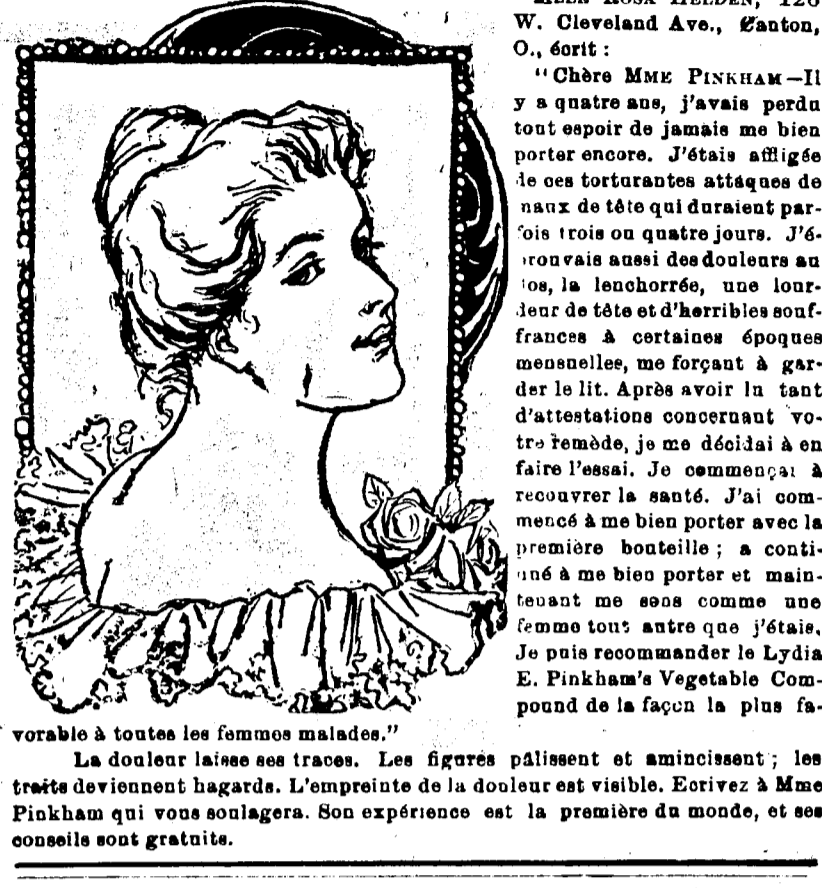 MLLE ROSA HELDEN, 126
W. Cleveland Ave., Canton,
O., écrit :
"Chère MME PINKHAM—Il
y a quatre ans, j'avais perdu
tout espoir de jamais me bien
porter encore. J'étais affligée
de ces torturantes attaques de
maux de tête qui duraient par-
fois trois ou quatre jours. J'é-
prouvais aussi des douleurs au
dos, la lenchorrée, une lour-
deur de tête et d'horribles souf-
frances à certaines époques
mensuelles, me forçant à gar-
der le lit. Après avoir lu tant
d'attestations concernant vo-
tre remède, je me décidai à en
faire l'essai. Je commençai à
recouvrer la santé. J'ai com-
mencé à me bien porter avec la
première bouteille ; a conti-
nué à me bien porter et main-
tenant me sens comme une
femme tout autre que j'étais.
Je puis recommander le Lydia
E. Pinkham's Vegetable Com-
pound de la façon la plus fa-
vorable à toutes les femmes malades."
La douleur laisse ses traces. Les figures pâlissent et amincissent ; les
traits deviennent hagards. L'empreinte de la douleur est visible. Ecrivez à Mme
Pinkham qui vous soulagera. Son expérience est la première du monde, et ses
conseils sont gratuits.